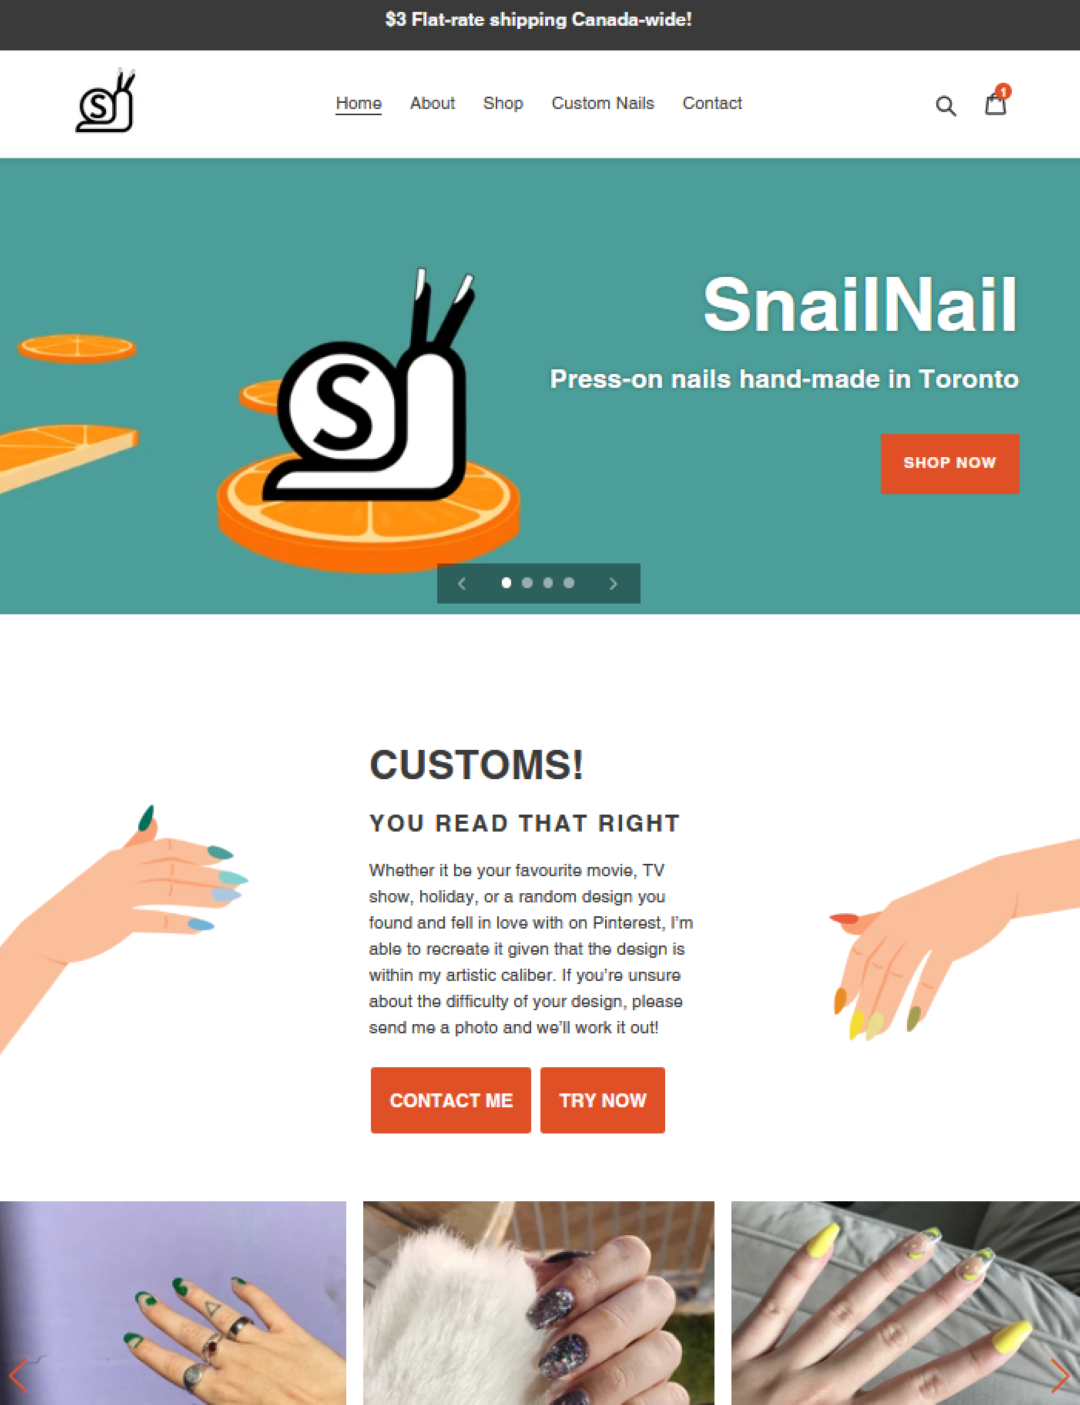 $3 Flat-rate shipping Canada-wide!
S
Home About Shop Custom Nails Contact
1
SnailNail
S
Press-on nails hand-made in Toronto
SHOP NOW
CUSTOMS!
YOU READ THAT RIGHT
Whether it be your favourite movie, TV
show, holiday, or a random design you
found and fell in love with on Pinterest, I'm
able to recreate it given that the design is
within my artistic caliber. If you're unsure
about the difficulty of your design, please
send me a photo and we'll work it out!
CONTACT ME TRY NOW